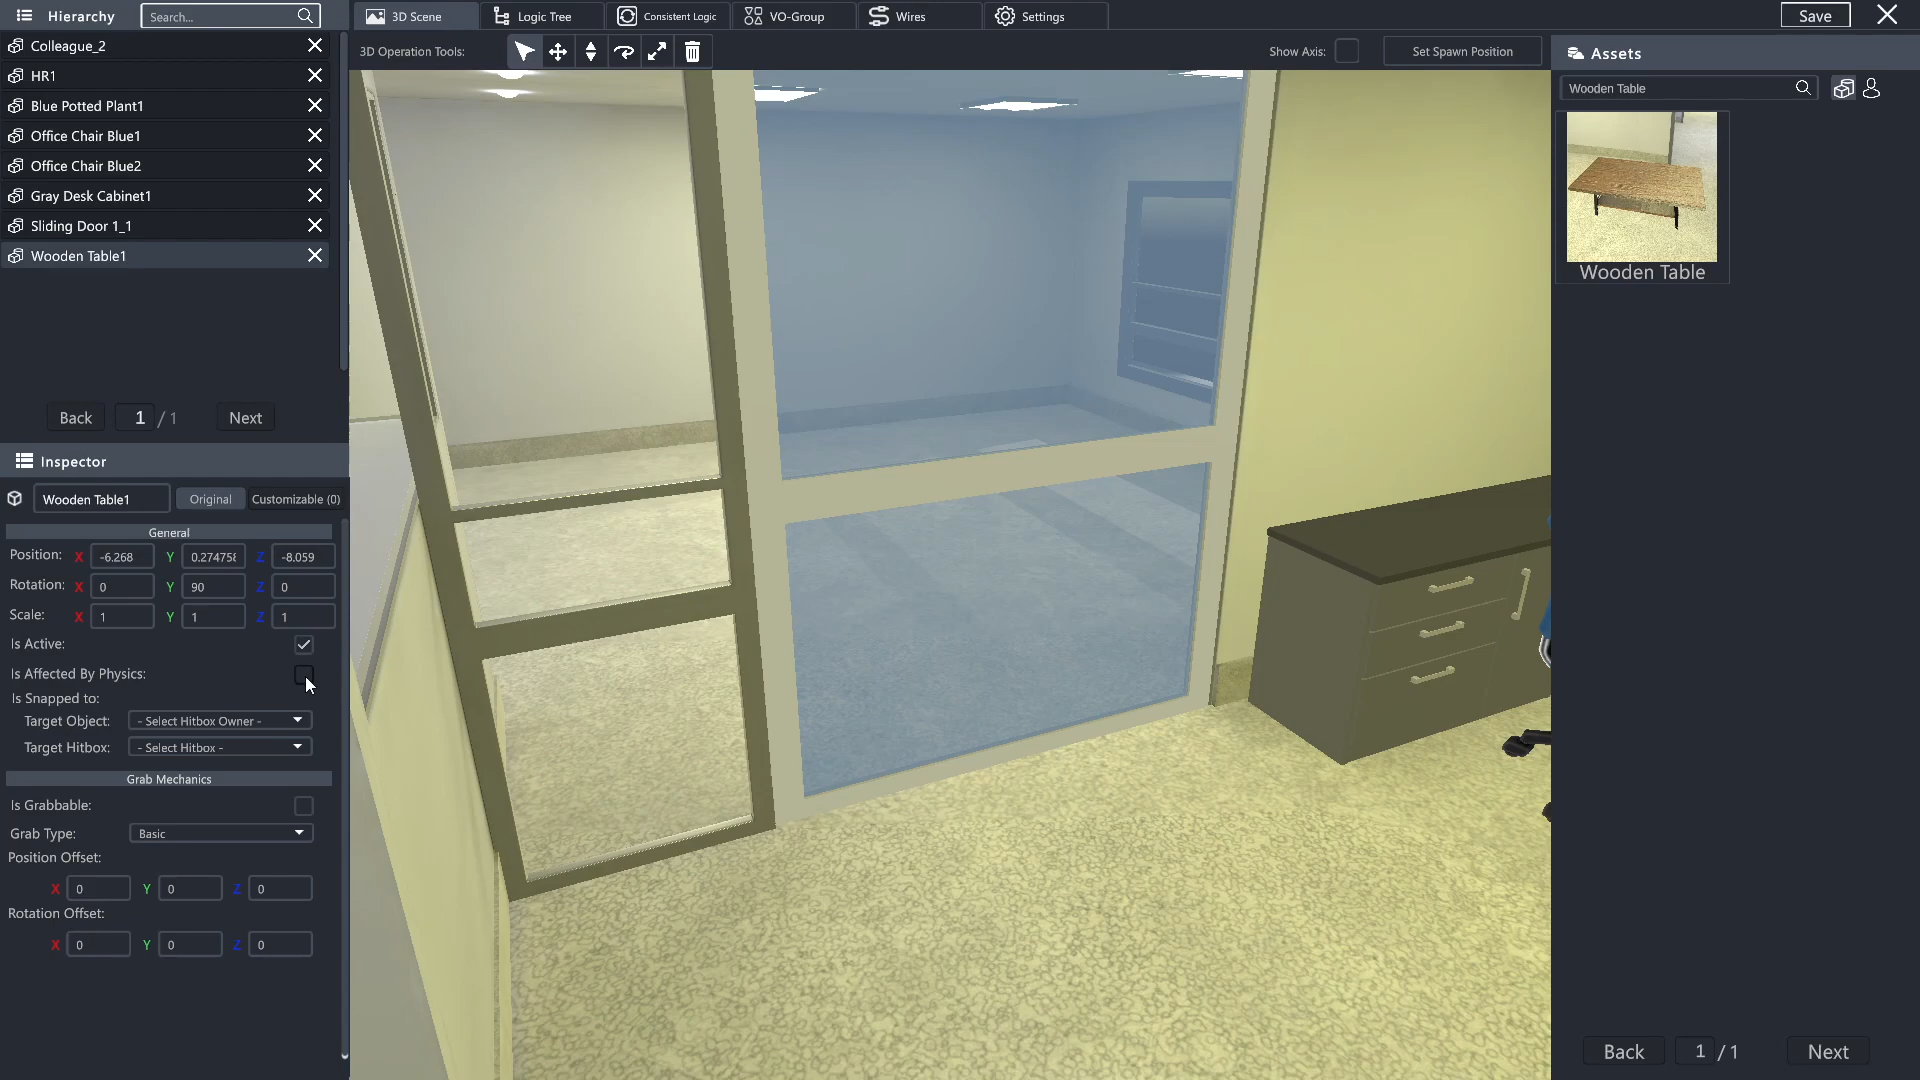 Hierarchy
Search...
3D Scene
Logic Tree
Consistent Logic
VO-Group
Wires
Settings
Save
Colleague_2
HR1
Blue Potted Plant1
Office Chair Blue1
Office Chair Blue2
Gray Desk Cabinet1
Sliding Door 1_1
Wooden Table1
Back
1 / 1
Next
3D Operation Tools:
Show Axis:
Set Spawn Position
Assets
Wooden Table
Wooden Table
Inspector
Wooden Table1
Original
Customizable (0)
General
Position: X -6.268 Y 0.27475 Z -8.059
Rotation: X 0 Y 90 Z 0
Scale: X 1 Y 1 Z 1
Is Active:
Is Affected By Physics:
Is Snapped to:
Target Object: - Select Hitbox Owner -
Target Hitbox: - Select Hitbox -
Grab Mechanics
Is Grabbable:
Grab Type: Basic
Position Offset:
X 0 Y 0 Z 0
Rotation Offset:
X 0 Y 0 Z 0
Back
1 / 1
Next